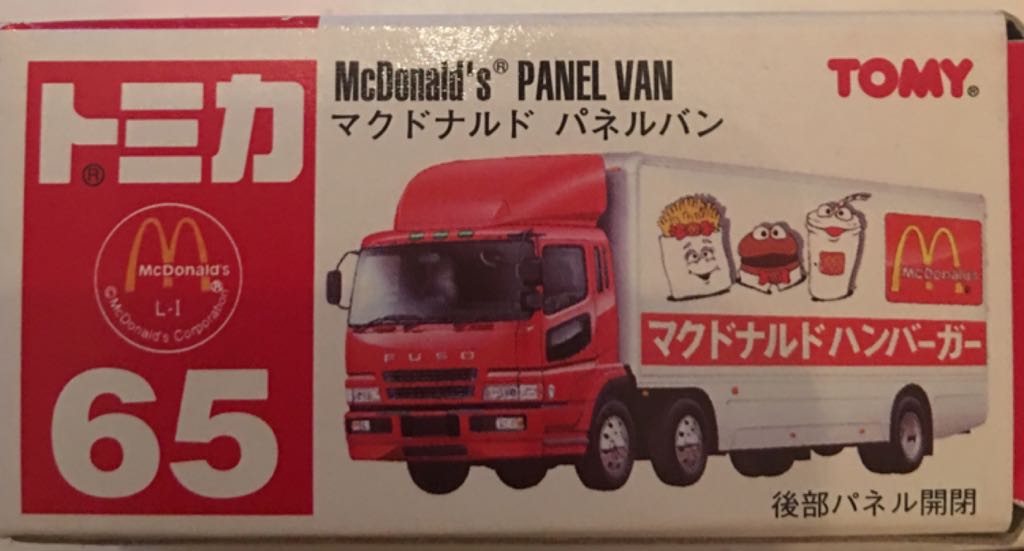 トミカ®
McDonald's® PANEL VAN
マクドナルド パネルバン
TOMY®
McDonald's®
L-I
©McDonald's Corporation
65
FUSO
McDonald's
マクドナルドハンバーガー
後部パネル開閉